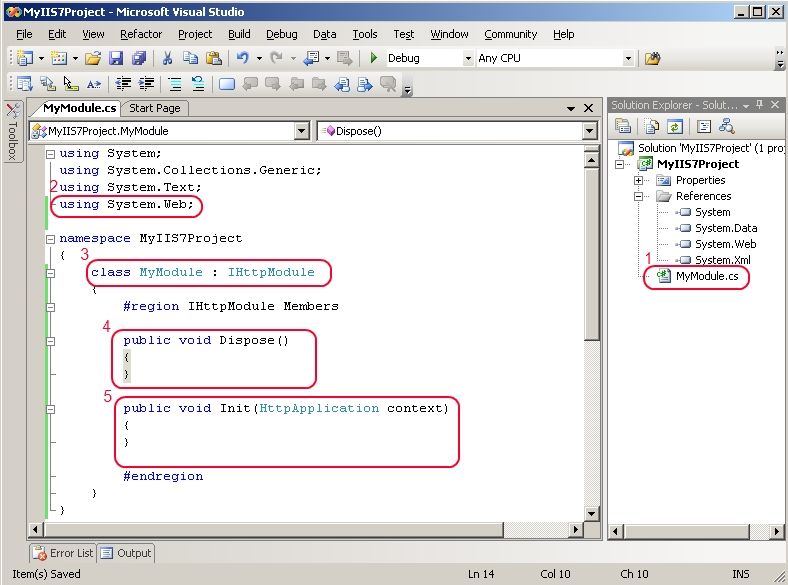 MyIIS7Project - Microsoft Visual Studio
File Edit View Refactor Project Build Debug Data Tools Test Window Community Help
Debug Any CPU
MyModule.cs Start Page
MyIIS7Project.MyModule Dispose()
Toolbox
using System;
using System.Collections.Generic;
using System.Text;
2
using System.Web;
namespace MyIIS7Project
{
3
class MyModule : IHttpModule
{
#region IHttpModule Members
4
public void Dispose()
{
}
5
public void Init(HttpApplication context)
{
}
#endregion
}
}
Solution Explorer - Solut...
Solution 'MyIIS7Project' (1 pro
MyIIS7Project
Properties
References
System
System.Data
System.Web
System.Xml
1
MyModule.cs
Error List Output
Item(s) Saved Ln 14 Col 10 Ch 10 INS